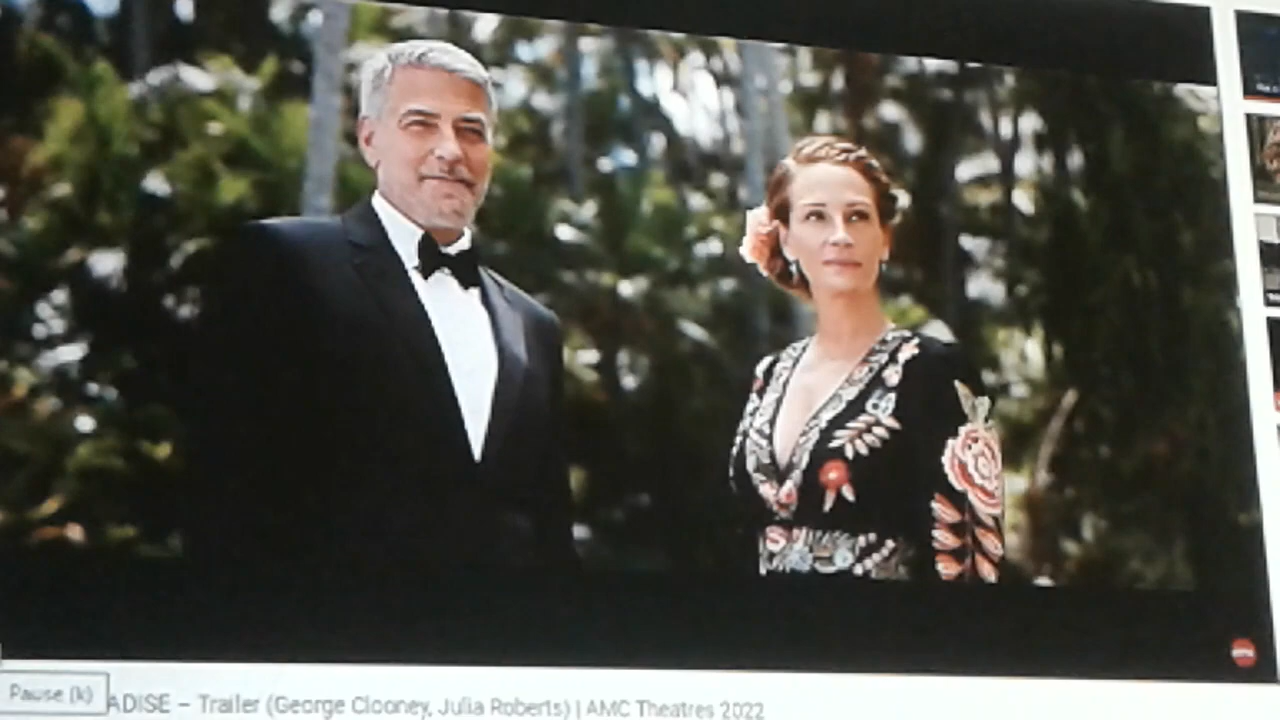 Pause (k)
ADISE – Trailer (George Clooney, Julia Roberts) | AMC Theatres 2022